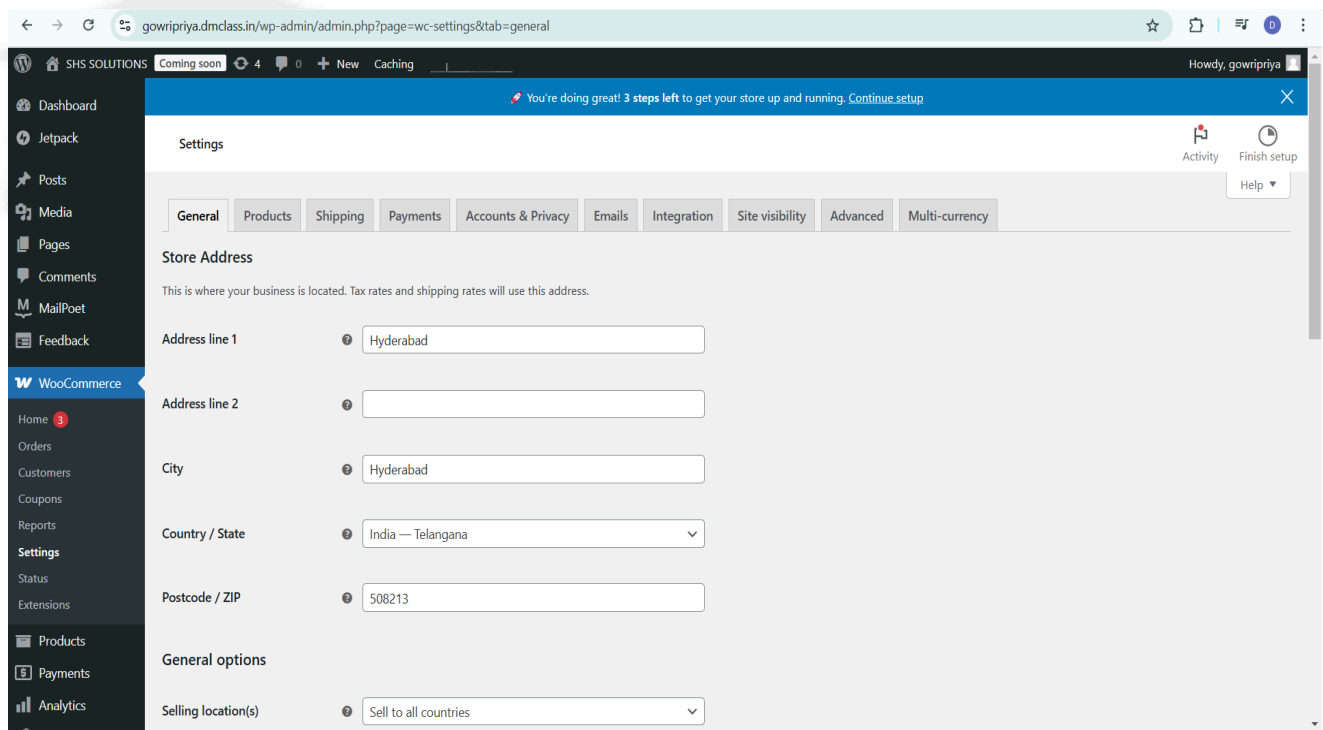 gowripriya.dmclass.in/wp-admin/admin.php?page=wc-settings&tab=general
D
SHS SOLUTIONS Coming soon 4 0 New Caching
Howdy, gowripriya
🚀 You're doing great! 3 steps left to get your store up and running. Continue setup
Dashboard
Jetpack
Posts
Media
Pages
Comments
MailPoet
Feedback
WooCommerce
Home 3
Orders
Customers
Coupons
Reports
Settings
Status
Extensions
Products
Payments
Analytics
Settings
Activity
Finish setup
Help ▼
General Products Shipping Payments Accounts & Privacy Emails Integration Site visibility Advanced Multi-currency
Store Address
This is where your business is located. Tax rates and shipping rates will use this address.
Address line 1 Hyderabad
Address line 2
City Hyderabad
Country / State India — Telangana
Postcode / ZIP 508213
General options
Selling location(s) Sell to all countries